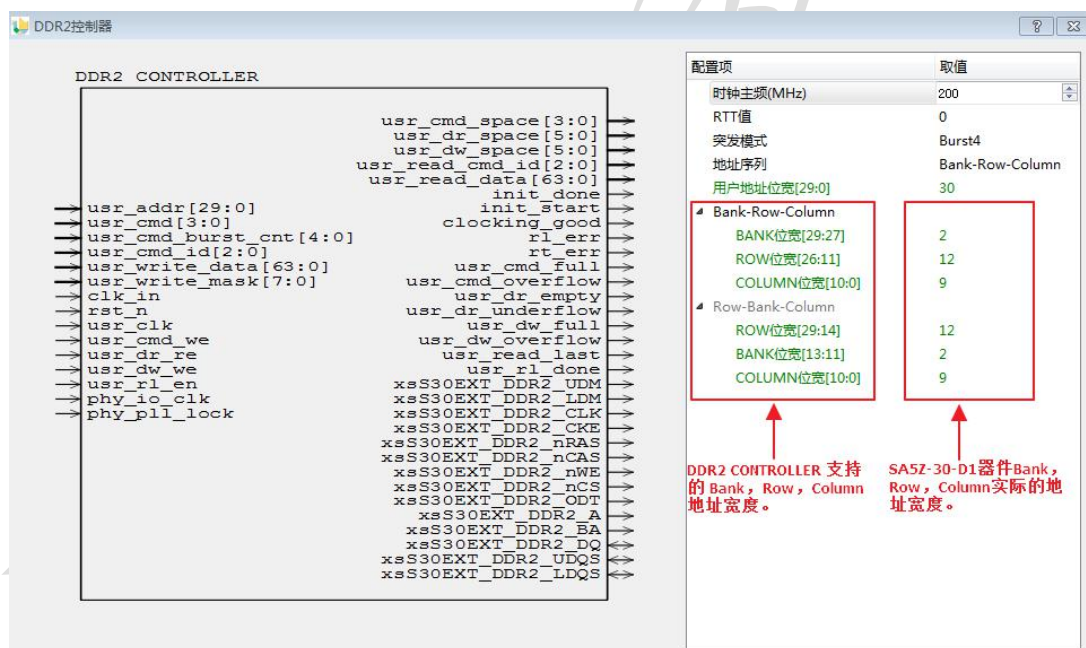 DDR2控制器
DDR2 CONTROLLER
usr_cmd_space[3:0]
usr_dr_space[5:0]
usr_dw_space[5:0]
usr_read_cmd_id[2:0]
usr_read_data[63:0]
init_done
usr_addr[29:0] init_start
usr_cmd[3:0] clocking_good
usr_cmd_burst_cnt[4:0] rl_err
usr_cmd_id[2:0] rt_err
usr_write_data[63:0] usr_cmd_full
usr_write_mask[7:0] usr_cmd_overflow
clk_in usr_dr_empty
rst_n usr_dr_underflow
usr_clk usr_dw_full
usr_cmd_we usr_dw_overflow
usr_dr_re usr_read_last
usr_dw_we usr_rl_done
usr_rl_en xsS30EXT_DDR2_UDM
phy_io_clk xsS30EXT_DDR2_LDM
phy_pll_lock xsS30EXT_DDR2_CLK
xsS30EXT_DDR2_CKE
xsS30EXT_DDR2_nRAS
xsS30EXT_DDR2_nCAS
xsS30EXT_DDR2_nWE
xsS30EXT_DDR2_nCS
xsS30EXT_DDR2_ODT
xsS30EXT_DDR2_A
xsS30EXT_DDR2_BA
xsS30EXT_DDR2_DQ
xsS30EXT_DDR2_UDQS
xsS30EXT_DDR2_LDQS
配置项 取值
时钟主频(MHz) 200
RTT值 0
突发模式 Burst4
地址序列 Bank-Row-Column
用户地址位宽[29:0] 30
Bank-Row-Column
BANK位宽[29:27] 2
ROW位宽[26:11] 12
COLUMN位宽[10:0] 9
Row-Bank-Column
ROW位宽[29:14] 12
BANK位宽[13:11] 2
COLUMN位宽[10:0] 9
DDR2 CONTROLLER 支持
的 Bank，Row，Column
地址宽度。
SA5Z-30-D1器件Bank，
Row，Column实际的地
址宽度。